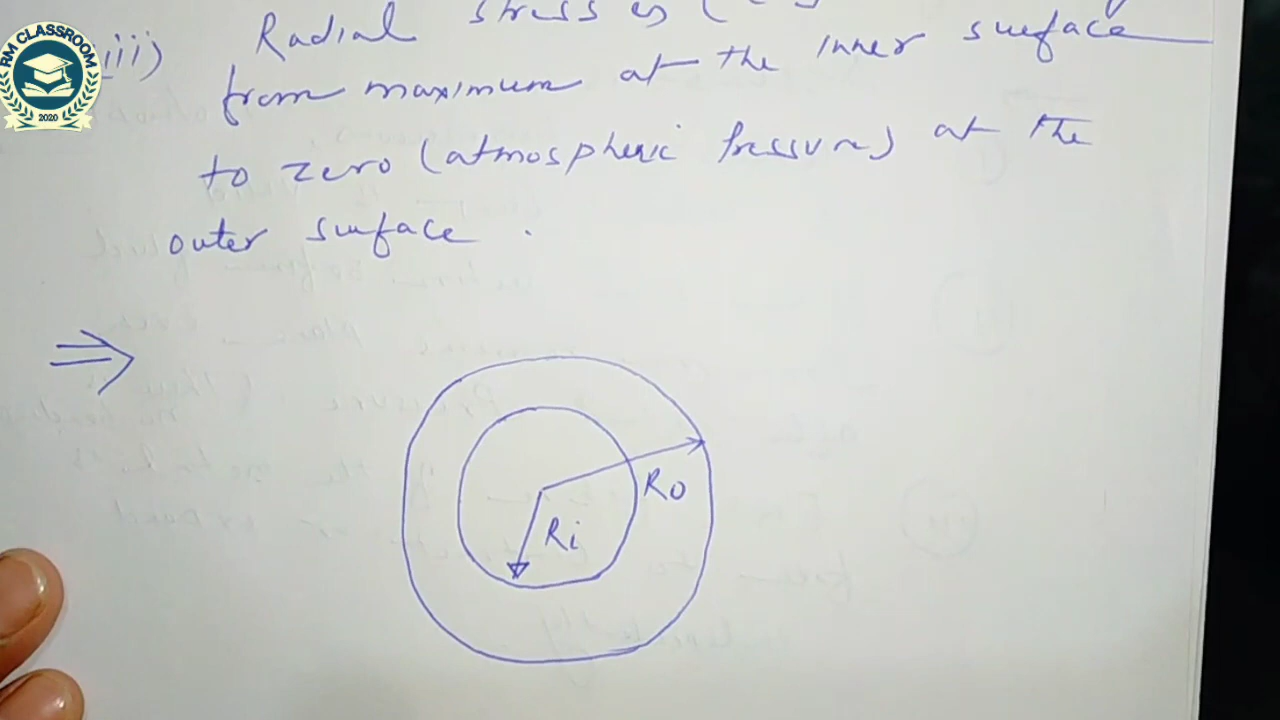 RM CLASSROOM
2020
iii) Radial stress
from maximum at the inner surface
to zero (atmospheric Pressure) at the
outer surface.
⇒
Ro
Ri